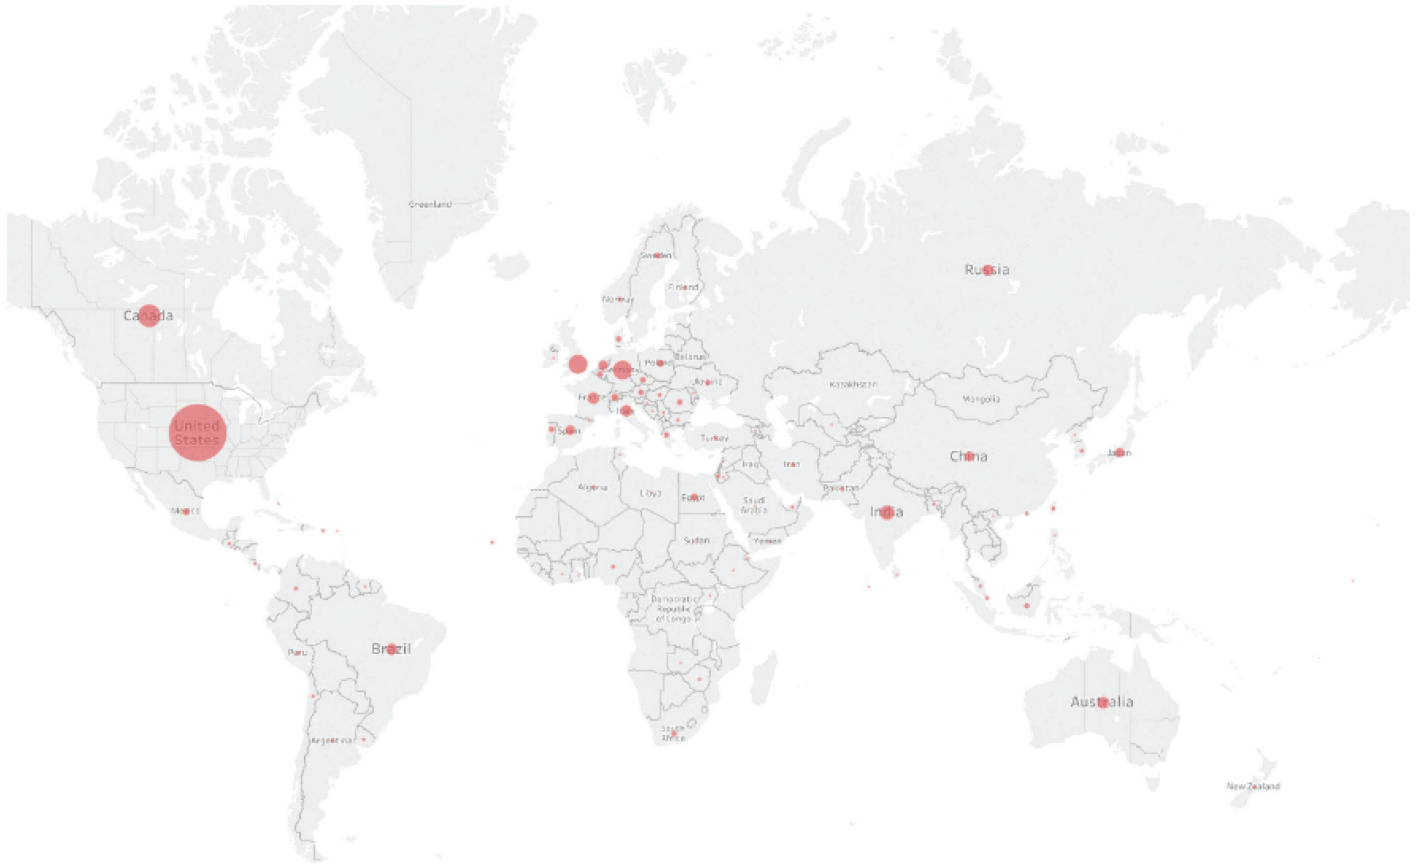 Greenland
Sweden
Russia
Finland
Norway
Canada
Poland
Belarus
Germany
Ukraine
Kazakhstan
France
Mongolia
Italy
United
States
Spain
Turkey
Japan
China
Iraq
Iran
Algeria
Libya
Egypt
Pakistan
Saudi
Arabia
Mexico
India
Sudan
Yemen
Democratic
Republic
of Congo
Peru
Brazil
Australia
South
Africa
Argentina
New Zealand